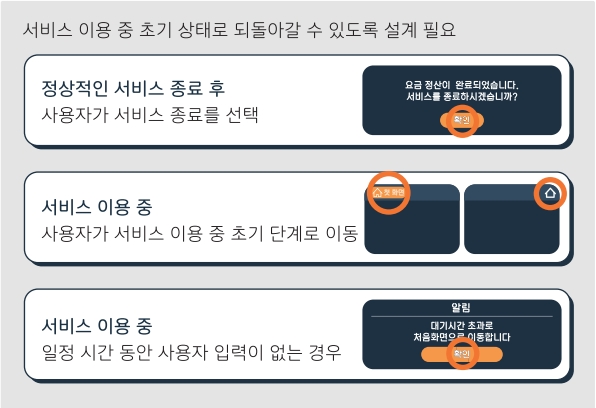 서비스 이용 중 초기 상태로 되돌아갈 수 있도록 설계 필요
정상적인 서비스 종료 후
사용자가 서비스 종료를 선택
요금 정산이 완료되었습니다.
서비스를 종료하시겠습니까?
확인
서비스 이용 중
사용자가 서비스 이용 중 초기 단계로 이동
첫 화면
서비스 이용 중
일정 시간 동안 사용자 입력이 없는 경우
알림
대기시간 초과로
처음화면으로 이동합니다
확인